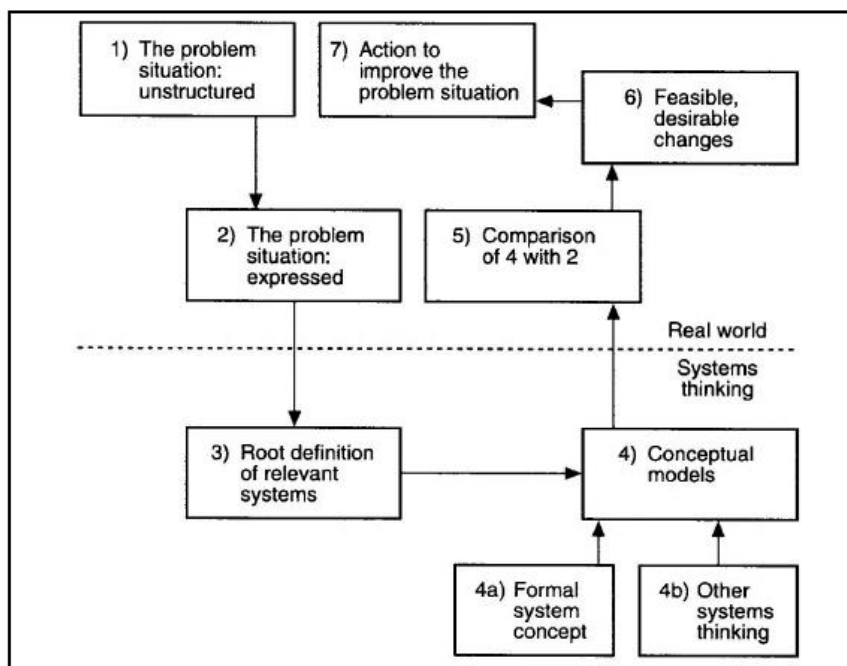 1) The problem
situation:
unstructured
7) Action to
improve the
problem situation
6) Feasible,
desirable
changes
2) The problem
situation:
expressed
5) Comparison
of 4 with 2
Real world
Systems
thinking
3) Root definition
of relevant
systems
4) Conceptual
models
4a) Formal
system
concept
4b) Other
systems
thinking